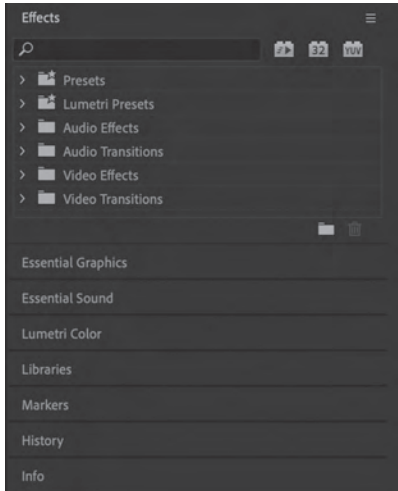 Effects
32 YUV
Presets
Lumetri Presets
Audio Effects
Audio Transitions
Video Effects
Video Transitions
Essential Graphics
Essential Sound
Lumetri Color
Libraries
Markers
History
Info